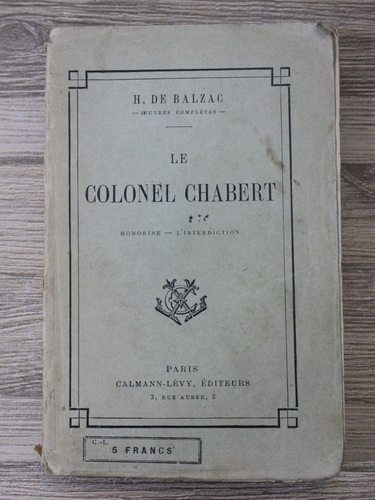 H. DE BALZAC
— ŒUVRES COMPLÈTES —
LE
COLONEL CHABERT
HONORINE — L'INTERDICTION
PARIS
CALMANN-LÉVY, ÉDITEURS
3, RUE AUBER, 3
C.-L.
5 FRANCS